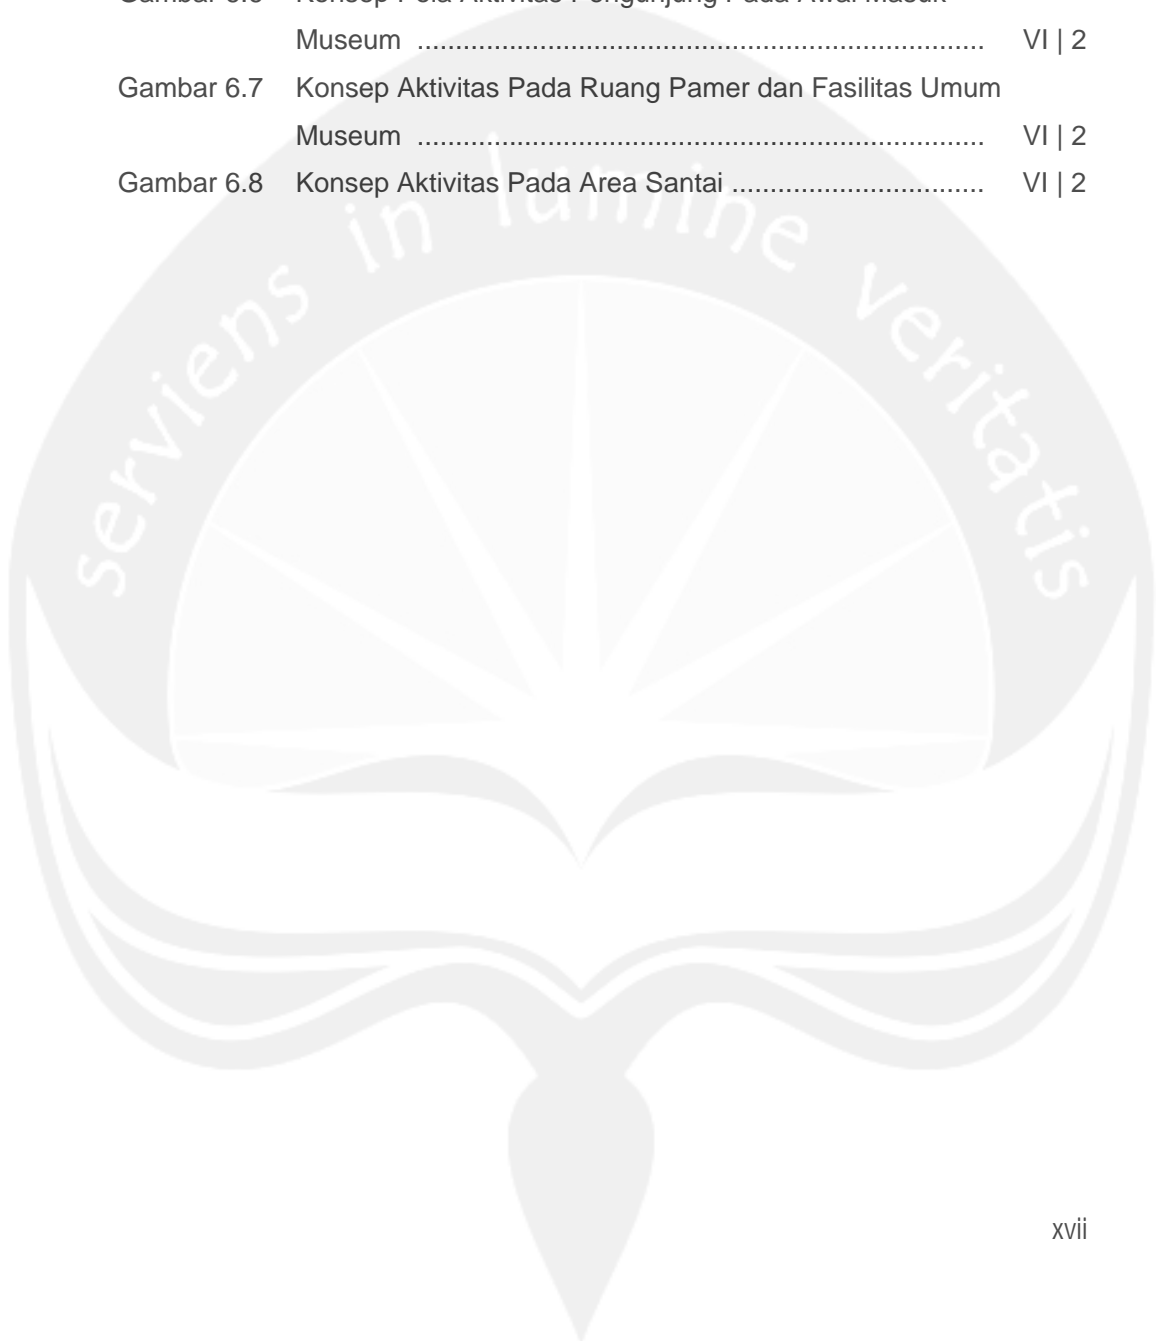 Museum ........................................................................... VI | 2
Gambar 6.7 Konsep Aktivitas Pada Ruang Pamer dan Fasilitas Umum
Museum ........................................................................... VI | 2
Gambar 6.8 Konsep Aktivitas Pada Area Santai ................................. VI | 2
serviens in lumine veritatis
xvii